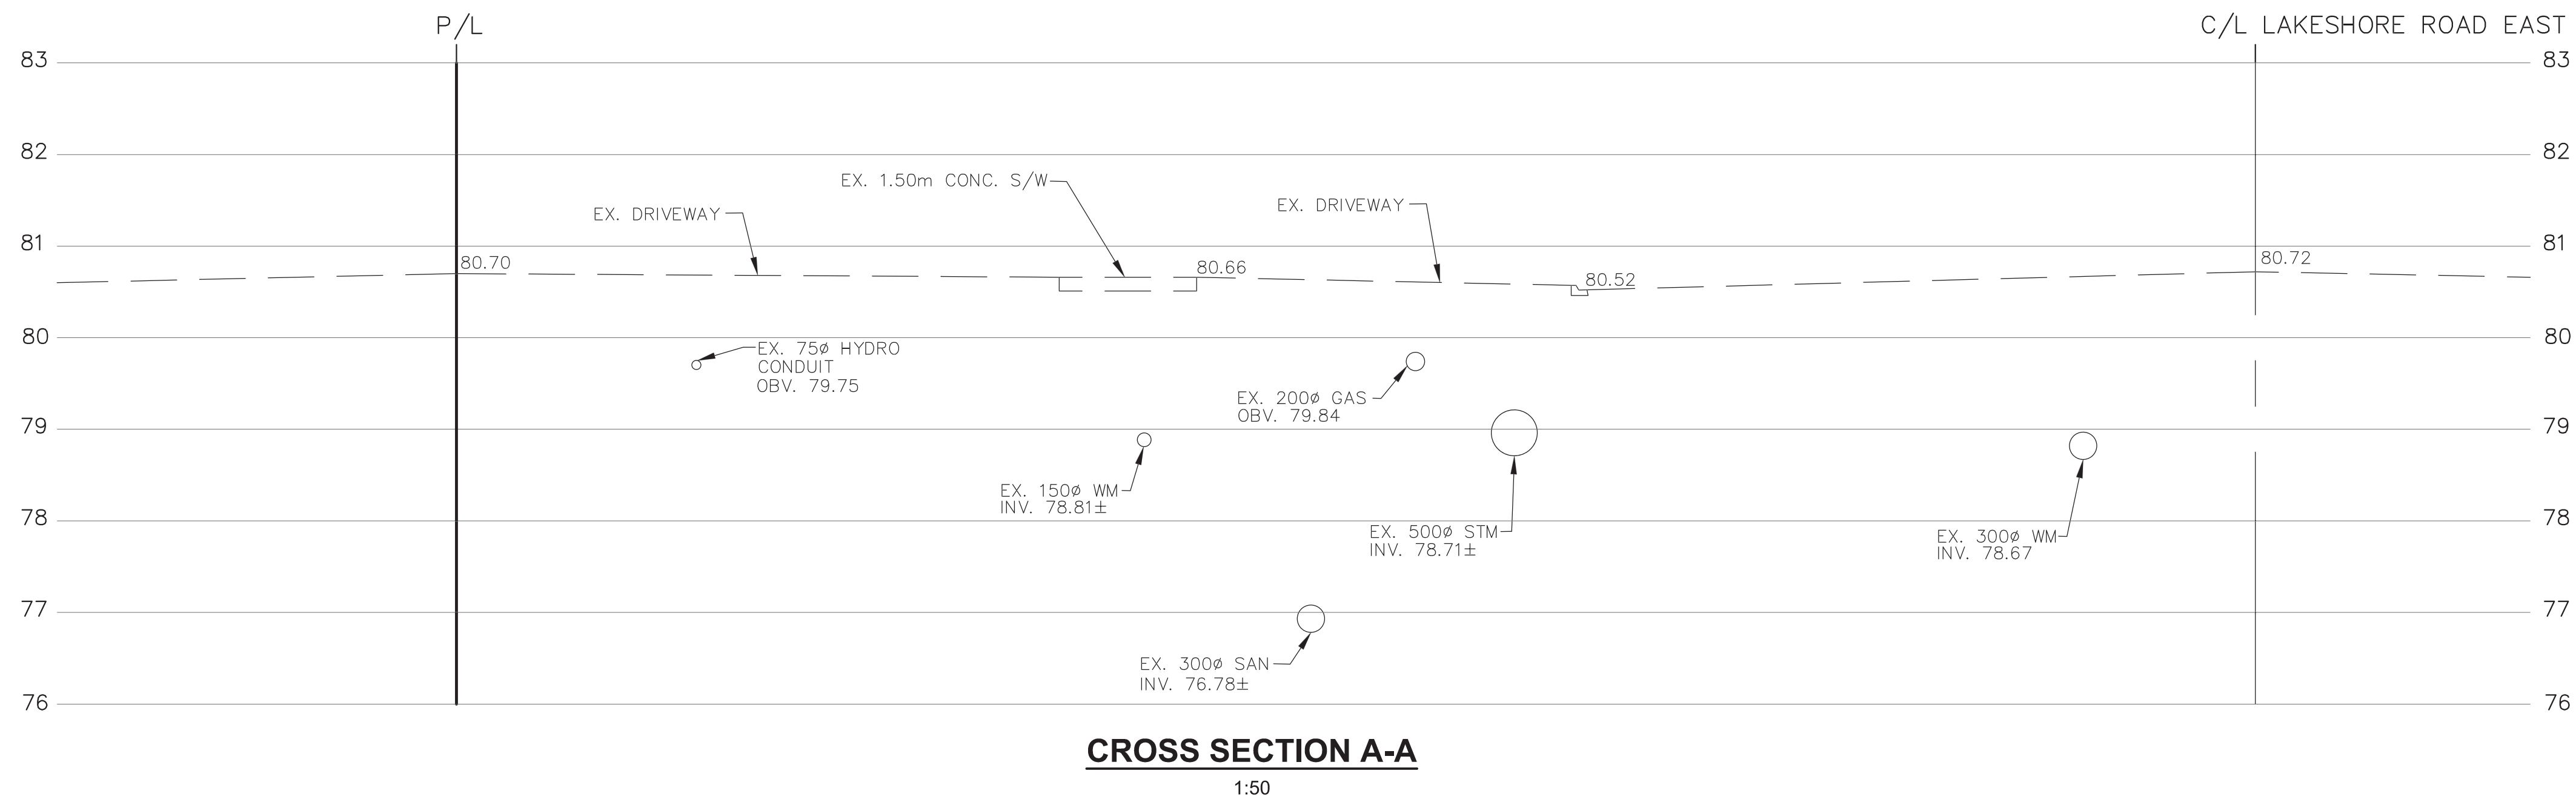 P/L
C/L LAKESHORE ROAD EAST
83
83
82
82
EX. 1.50m CONC. S/W
EX. DRIVEWAY
EX. DRIVEWAY
81
81
80.70
80.66
80.52
80.72
80
80
EX. 75ø HYDRO
CONDUIT
OBV. 79.75
EX. 200ø GAS
OBV. 79.84
79
79
EX. 150ø WM
INV. 78.81±
78
78
EX. 500ø STM
INV. 78.71±
EX. 300ø WM
INV. 78.67
77
77
EX. 300ø SAN
INV. 76.78±
76
76
CROSS SECTION A-A
1:50